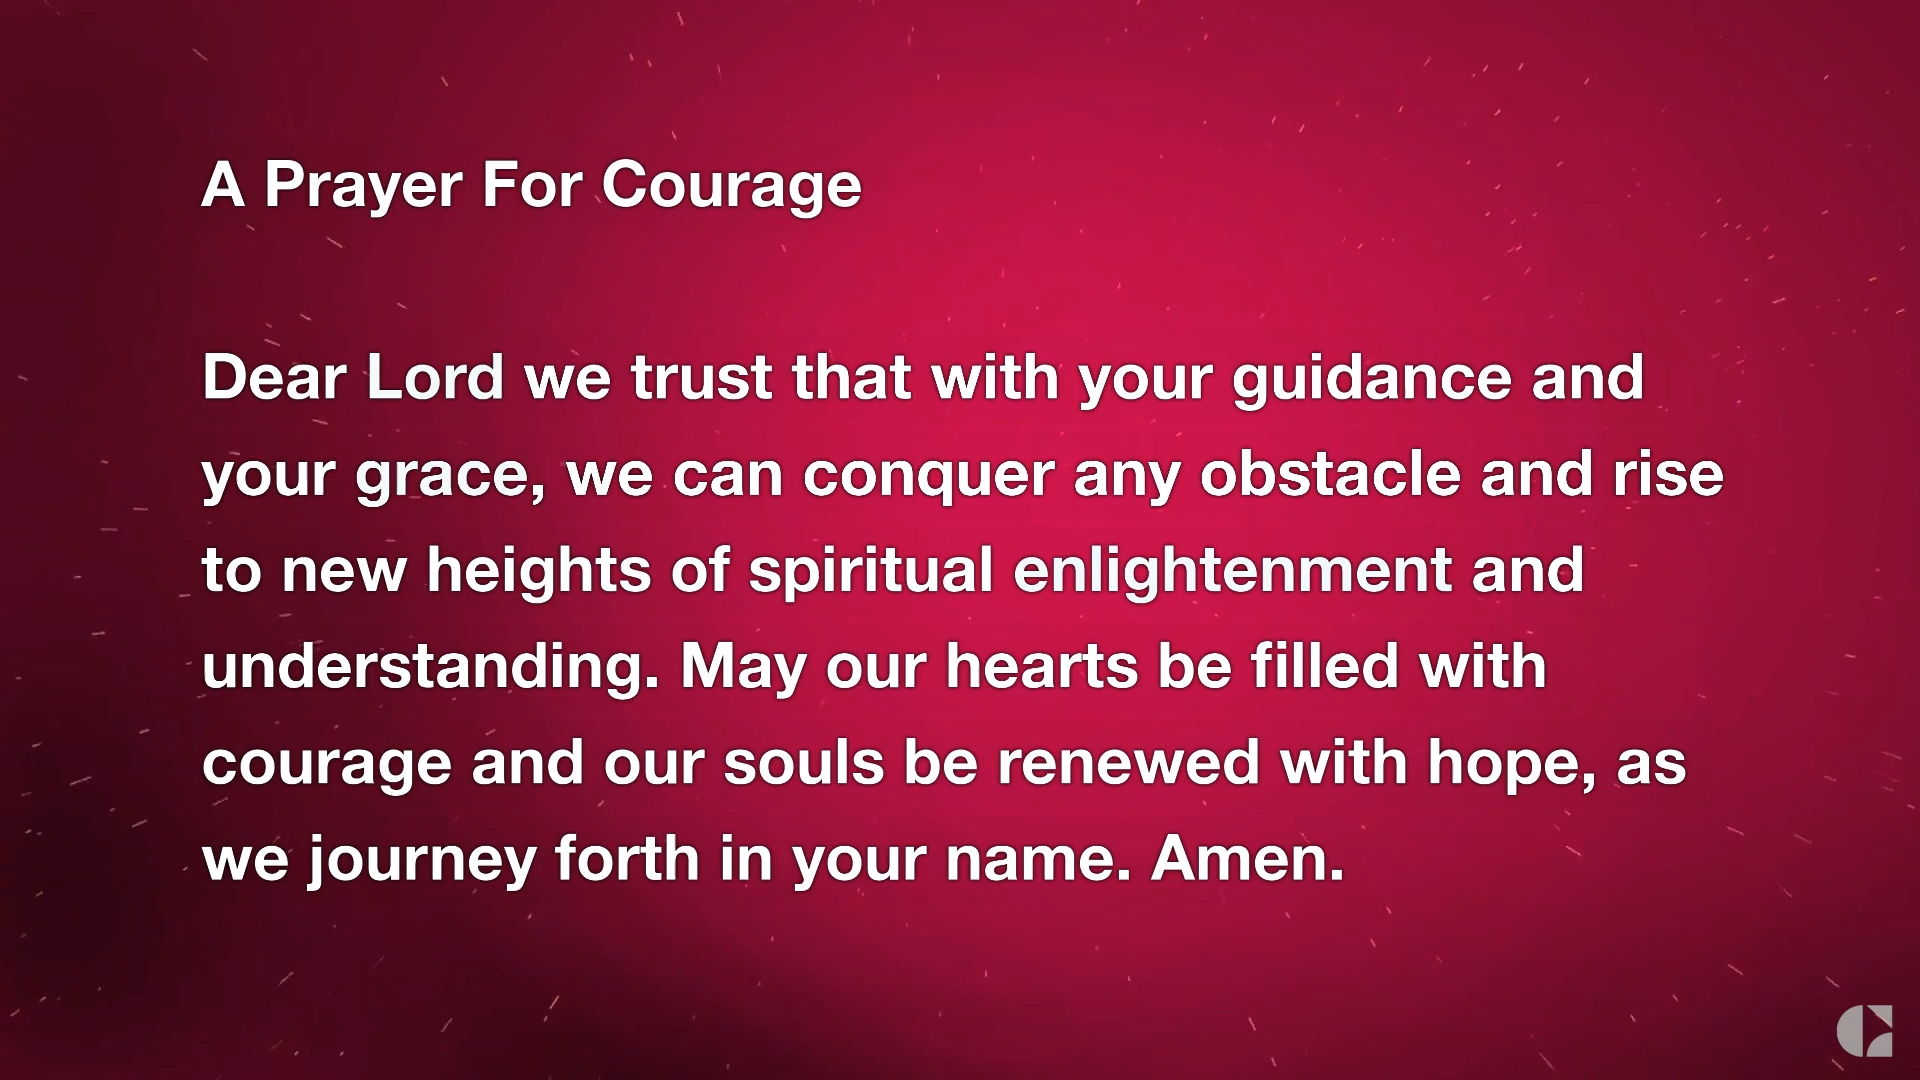 A Prayer For Courage
Dear Lord we trust that with your guidance and
your grace, we can conquer any obstacle and rise
to new heights of spiritual enlightenment and
understanding. May our hearts be filled with
courage and our souls be renewed with hope, as
we journey forth in your name. Amen.